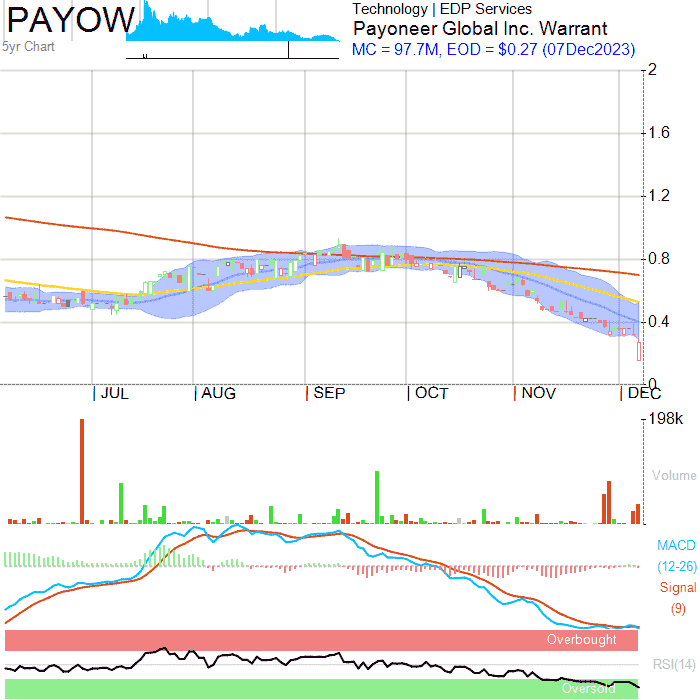 PAYOW
5yr Chart
Technology | EDP Services
Payoneer Global Inc. Warrant
MC = 97.7M, EOD = $0.27 (07Dec2023)
2
1.6
1.2
0.8
0.4
0
JUL AUG SEP OCT NOV DEC
198k
Volume
MACD
(12-26)
Signal
(9)
Overbought
RSI(14)
Oversold